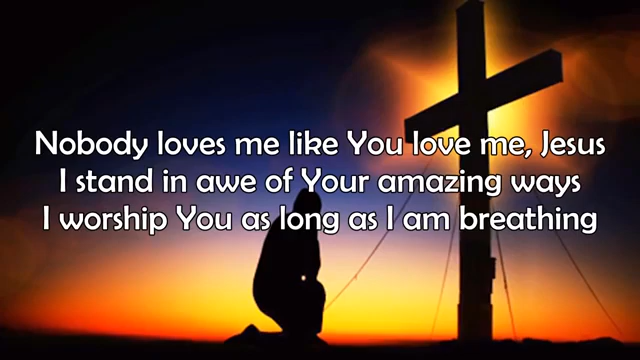 Nobody loves me like You love me, Jesus
I stand in awe of Your amazing ways
I worship You as long as I am breathing